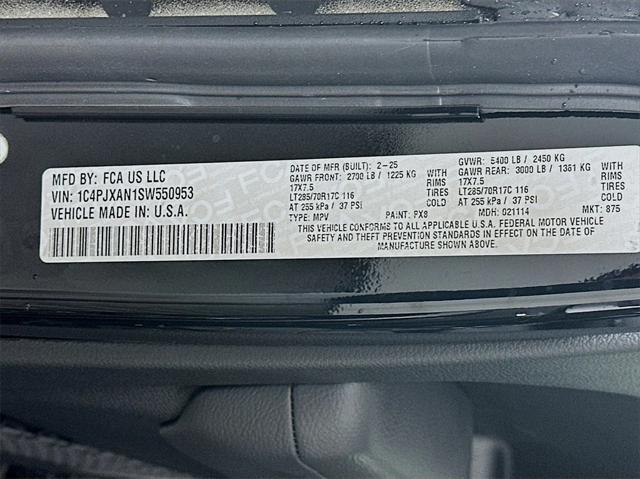 MFD BY: FCA US LLC
VIN: 1C4PJXAN1SW550953
VEHICLE MADE IN: U.S.A.
DATE OF MFR (BUILT): 2-25
GAWR FRONT: 2700 LB / 1225 KG WITH
17X7.5 RIMS
LT285/70R17C 116 TIRES
AT 255 kPa / 37 PSI COLD
GVWR: 5400 LB / 2450 KG
GAWR REAR: 3000 LB / 1361 KG WITH
17X7.5 RIMS
LT285/70R17C 116 TIRES
AT 255 kPa / 37 PSI COLD
TYPE: MPV PAINT: PX8 MDH: 021114 MKT: 875
THIS VEHICLE CONFORMS TO ALL APPLICABLE U.S.A. FEDERAL MOTOR VEHICLE
SAFETY AND THEFT PREVENTION STANDARDS IN EFFECT ON THE DATE OF
MANUFACTURE SHOWN ABOVE.